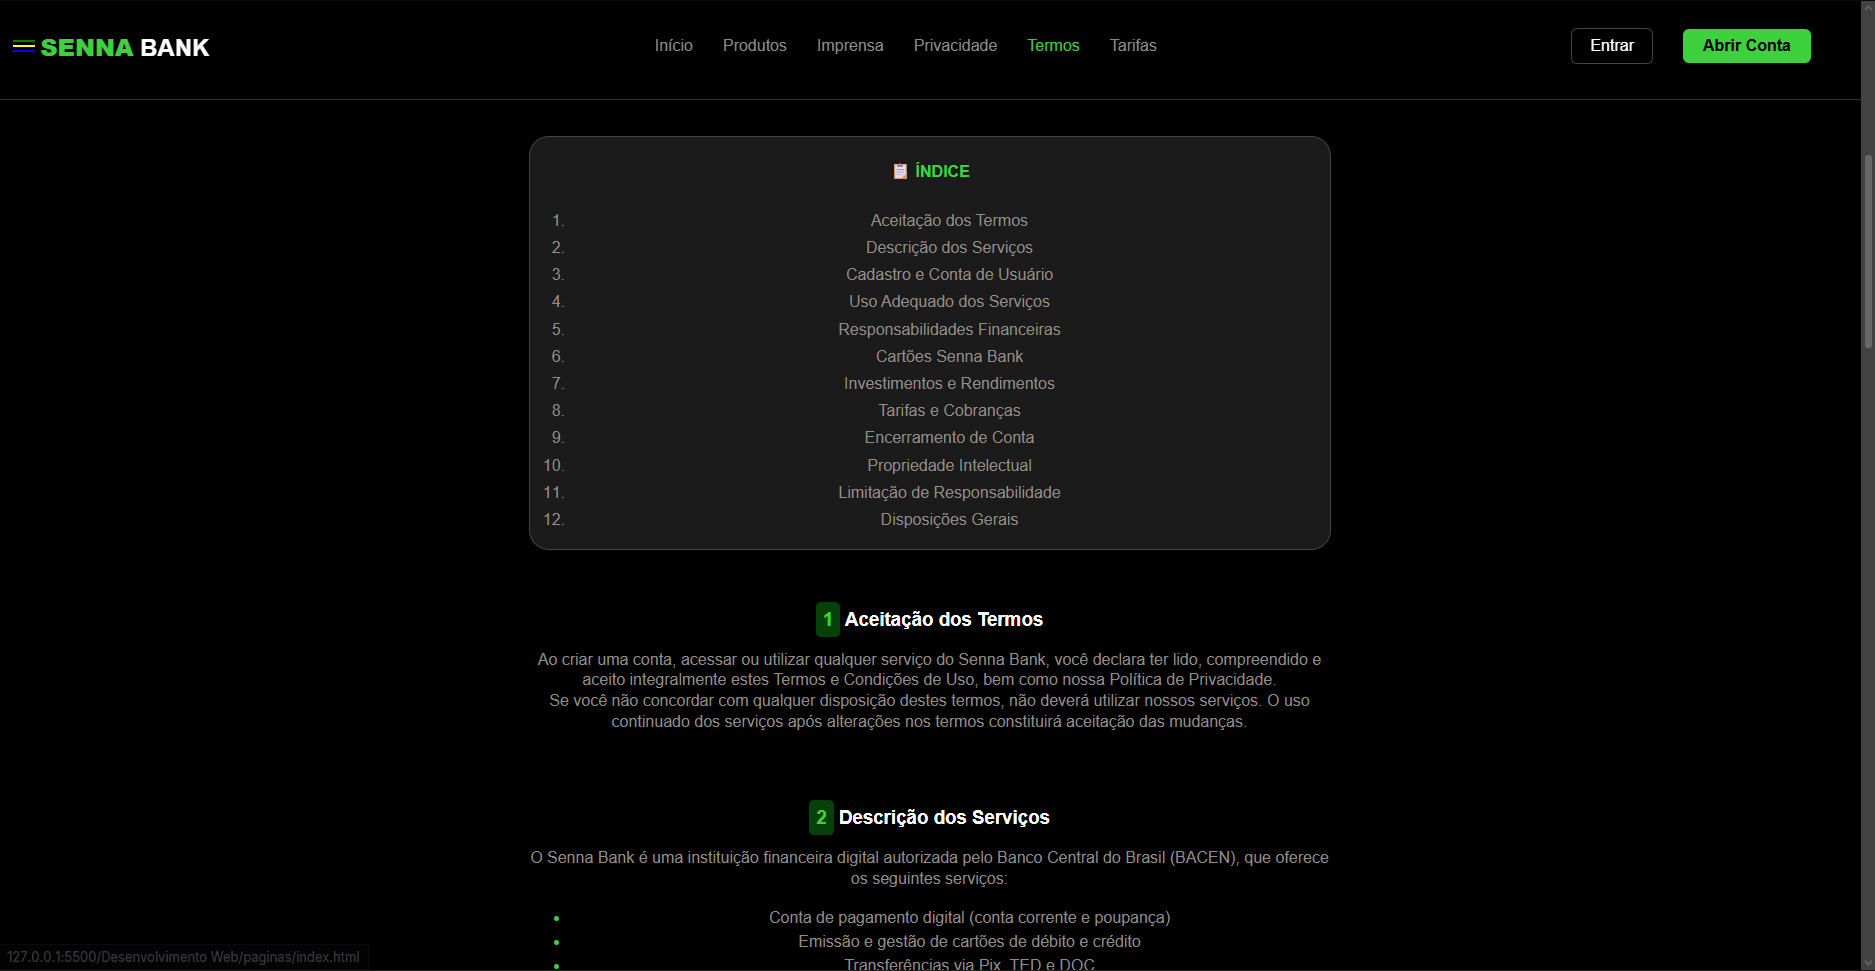 SENNA BANK
Início Produtos Imprensa Privacidade Termos Tarifas
Entrar
Abrir Conta
📋 ÍNDICE
1. Aceitação dos Termos
2. Descrição dos Serviços
3. Cadastro e Conta de Usuário
4. Uso Adequado dos Serviços
5. Responsabilidades Financeiras
6. Cartões Senna Bank
7. Investimentos e Rendimentos
8. Tarifas e Cobranças
9. Encerramento de Conta
10. Propriedade Intelectual
11. Limitação de Responsabilidade
12. Disposições Gerais
1 Aceitação dos Termos
Ao criar uma conta, acessar ou utilizar qualquer serviço do Senna Bank, você declara ter lido, compreendido e
aceito integralmente estes Termos e Condições de Uso, bem como nossa Política de Privacidade.
Se você não concordar com qualquer disposição destes termos, não deverá utilizar nossos serviços. O uso
continuado dos serviços após alterações nos termos constituirá aceitação das mudanças.
2 Descrição dos Serviços
O Senna Bank é uma instituição financeira digital autorizada pelo Banco Central do Brasil (BACEN), que oferece
os seguintes serviços:
• Conta de pagamento digital (conta corrente e poupança)
• Emissão e gestão de cartões de débito e crédito
• Transferências via Pix, TED e DOC
127.0.0.1:5500/Desenvolvimento Web/paginas/index.html